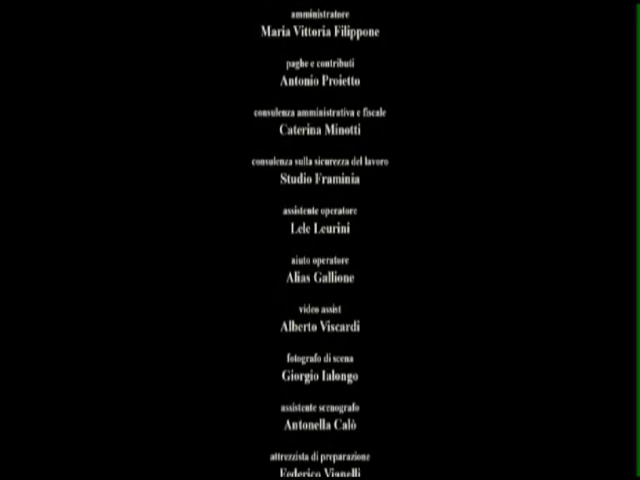 amministratore
Maria Vittoria Filippone
paghe e contributi
Antonio Proietto
consulenza amministrativa e fiscale
Caterina Minotti
consulenza sulla sicurezza del lavoro
Studio Framinia
assistente operatore
Lele Leurini
aiuto operatore
Alias Gallione
video assist
Alberto Viscardi
fotografo di scena
Giorgio Ialongo
assistente scenografo
Antonella Calò
attrezzista di preparazione
Federico Vignelli